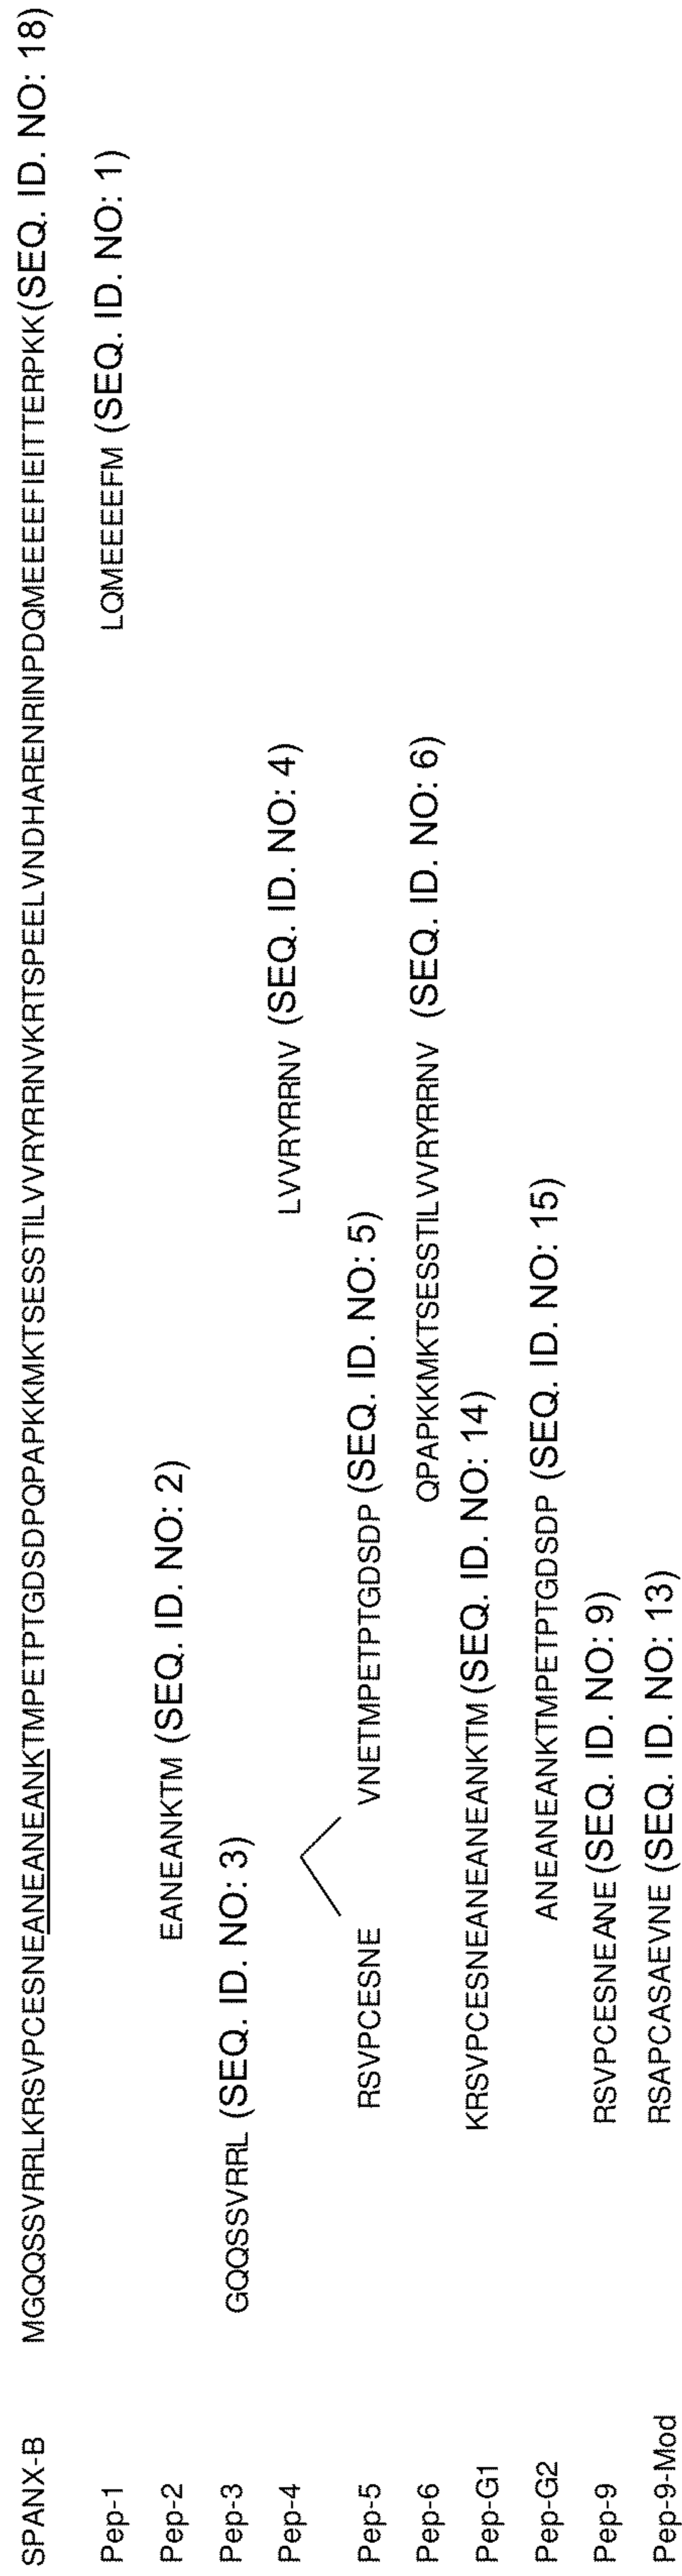 SPANX-B MGQQSSVRRLKRSVPCESNEANEANEANKTMPETPTGDSDPQPAPKKMKTSESSTILVVRYRRNVKRTSPEELVNDHARENRINPDQMEEEEFIEITTERPKK(SEQ. ID. NO: 18)
Pep-1 LQMEEEEFM (SEQ. ID. NO: 1)
Pep-2 EANEANKTM (SEQ. ID. NO: 2)
Pep-3 GQQSSVRRL (SEQ. ID. NO: 3)
Pep-4 LVVRYRRNV (SEQ. ID. NO: 4)
Pep-5 RSVPCESNE VNETMPETPTGDSDP (SEQ. ID. NO: 5)
Pep-6 QPAPKKMKTSESSTILVVRYRRNV (SEQ. ID. NO: 6)
Pep-G1 KRSVPCESNEANEANEANKTM (SEQ. ID. NO: 14)
Pep-G2 ANEANEANKTMPETPTGDSDP (SEQ. ID. NO: 15)
Pep-9 RSVPCESNEANE (SEQ. ID. NO: 9)
Pep-9-Mod RSAPCASAEVNE (SEQ. ID. NO: 13)